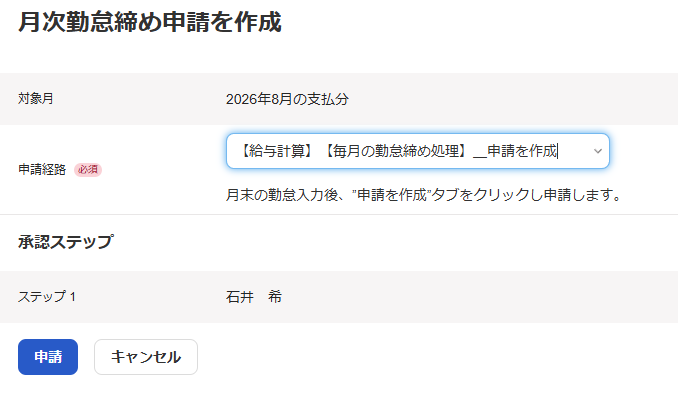 月次勤怠締め申請を作成
対象月 2026年8月の支払分
申請経路 必須 【給与計算】【毎月の勤怠締め処理】__申請を作成
月末の勤怠入力後、”申請を作成”タブをクリックし申請します。
承認ステップ
ステップ 1 石井　希
申請 キャンセル